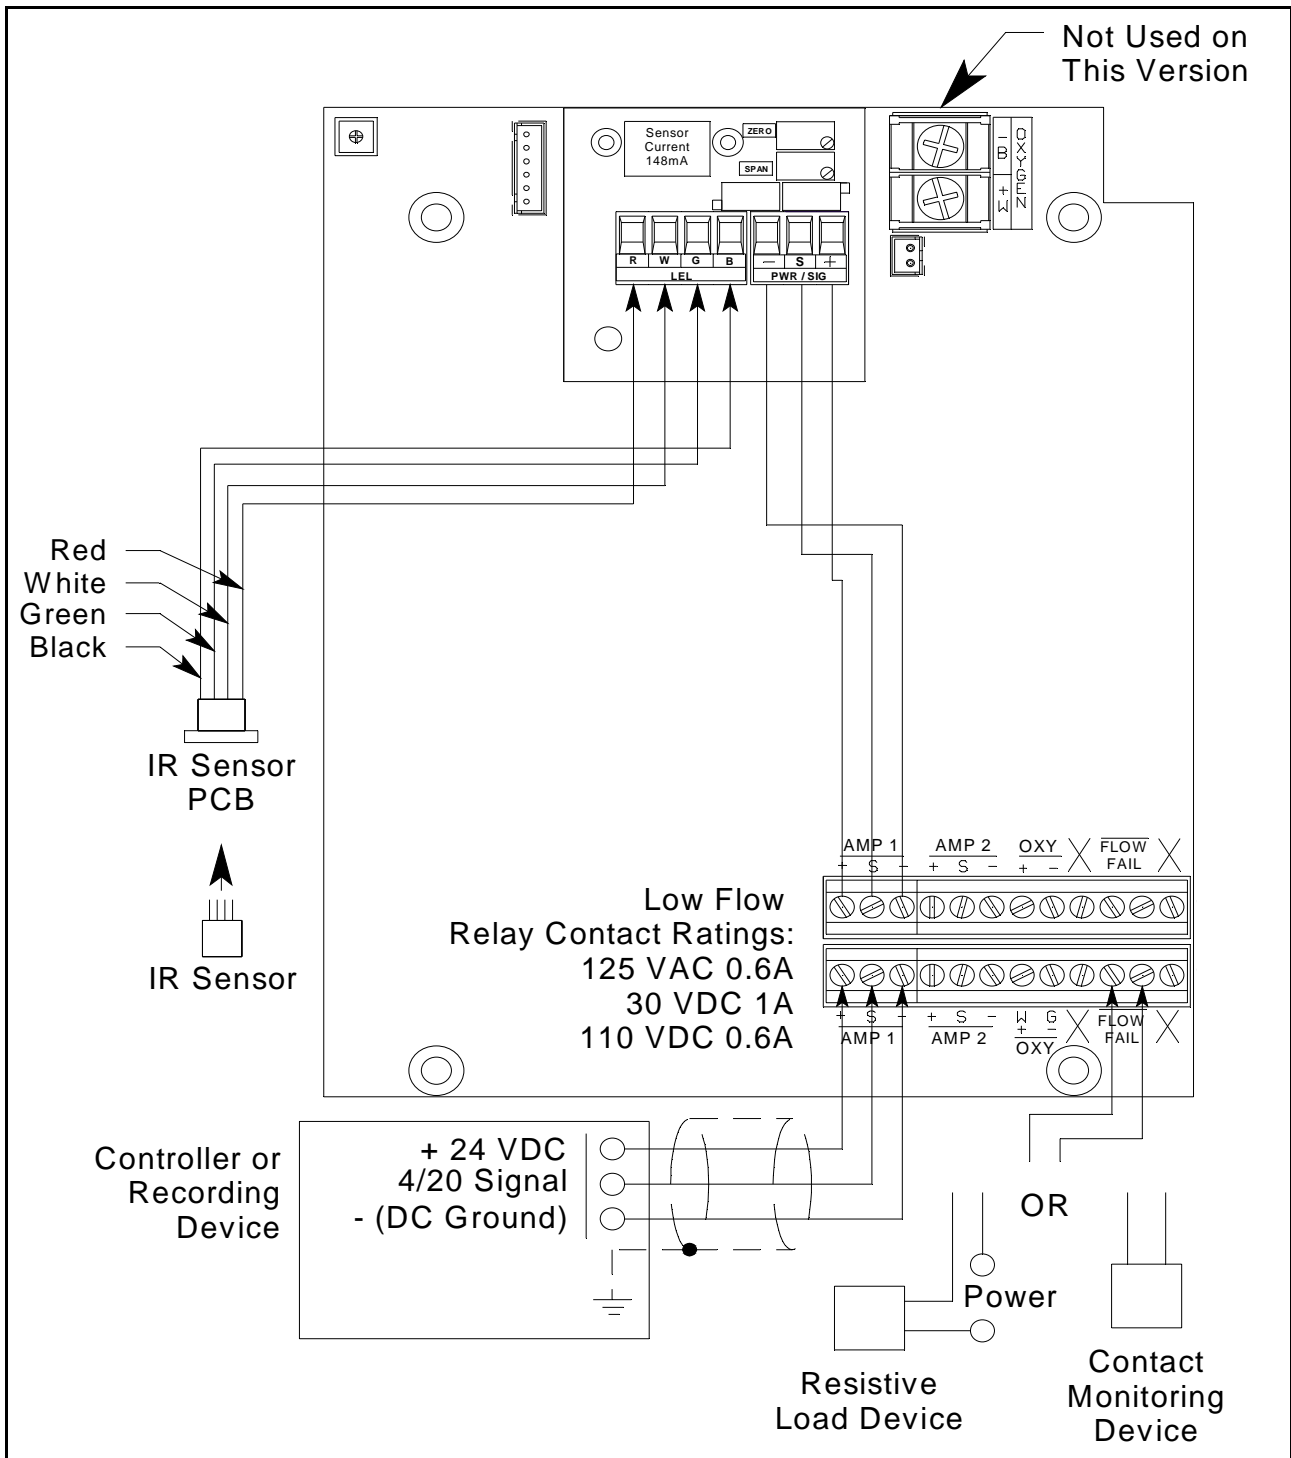 Not Used on
This Version
Sensor
Current
148mA
ZERO
SPAN
- B
+ W
OXYGEN
R W G B
LEL
- S +
PWR / SIG
Red
White
Green
Black
IR Sensor
PCB
IR Sensor
AMP 1 AMP 2 OXY FLOW
FAIL
+ S - + S - + -
Low Flow
Relay Contact Ratings:
125 VAC 0.6A
30 VDC 1A
110 VDC 0.6A
+ S - + S - W G FLOW
+ -
AMP 1 AMP 2 OXY FAIL
Controller or
Recording
Device
+ 24 VDC
4/20 Signal
- (DC Ground)
OR
Power
Resistive
Load Device
Contact
Monitoring
Device